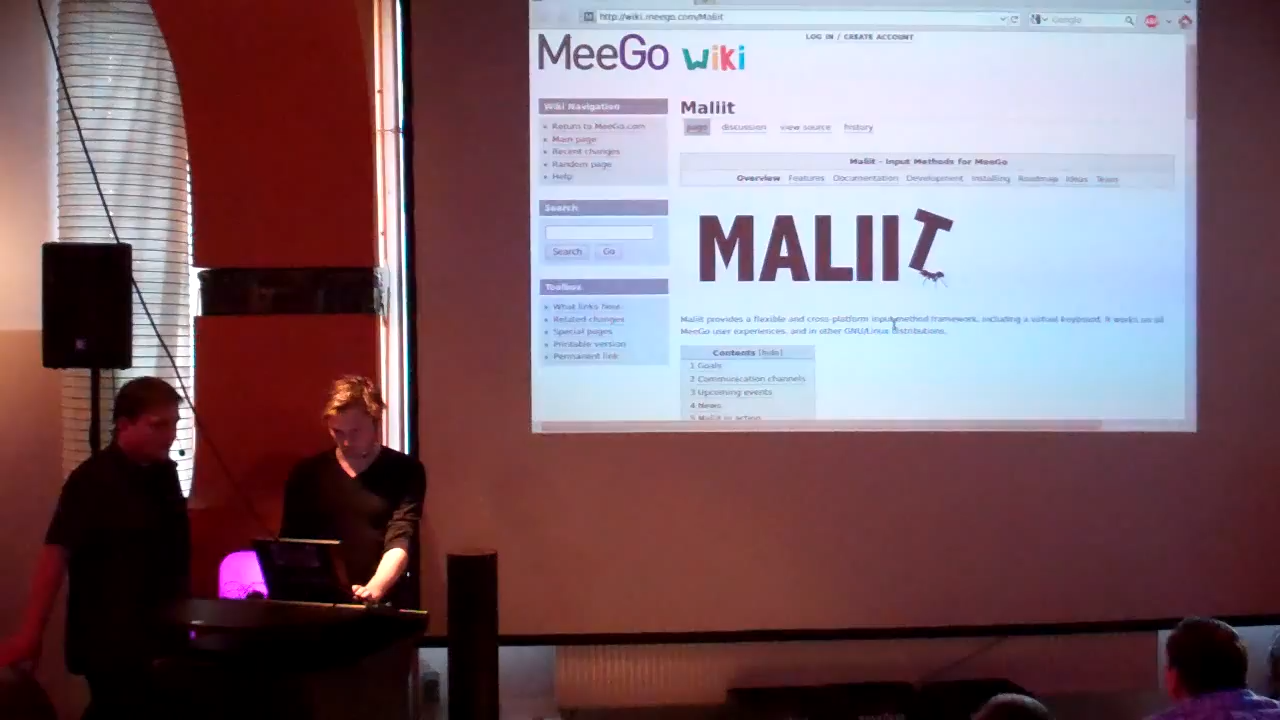 http://wiki.meego.com/Maliit
Google
LOG IN / CREATE ACCOUNT
MeeGo wiki
Wiki Navigation
Return to MeeGo.com
Main page
Recent changes
Random page
Help
Search
Search Go
Toolbox
What links here
Related changes
Special pages
Printable version
Permanent link
Maliit
page discussion view source history
Maliit - Input Methods for MeeGo
Overview Features Documentation Development Installing Roadmap Ideas Team
MALIIT
Maliit provides a flexible and cross-platform input method framework, including a virtual keyboard. It works on all
MeeGo user experiences, and in other GNU/Linux distributions.
Contents [hide]
1 Goals
2 Communication channels
3 Upcoming events
4 News
5 Maliit in action